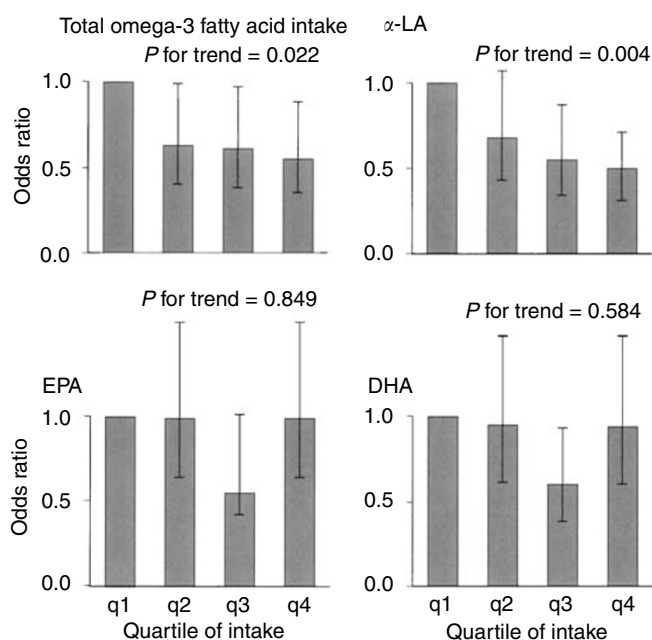 Total omega-3 fatty acid intake
P for trend = 0.022
1.0
0.5
0.0
Odds ratio
α-LA
P for trend = 0.004
1.0
0.5
0.0
P for trend = 0.849
EPA
1.0
0.5
0.0
Odds ratio
q1 q2 q3 q4
Quartile of intake
P for trend = 0.584
DHA
1.0
0.5
0.0
q1 q2 q3 q4
Quartile of intake